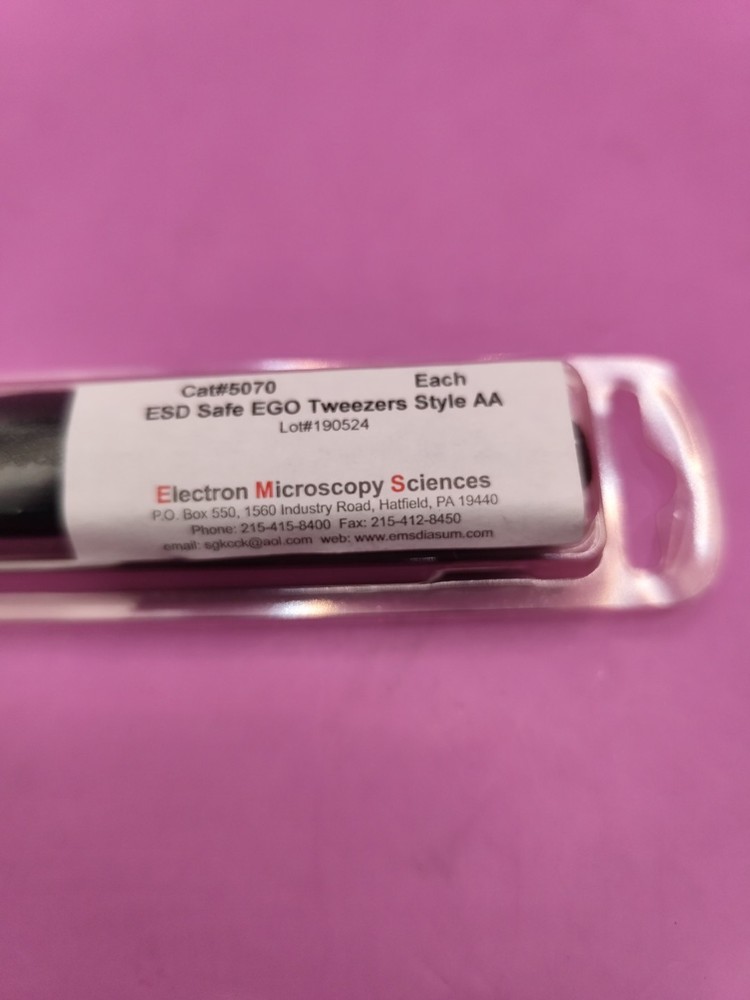 Cat#5070 Each
ESD Safe EGO Tweezers Style AA
Lot#190524
Electron Microscopy Sciences
P.O. Box 550, 1560 Industry Road, Hatfield, PA 19440
Phone: 215-415-8400 Fax: 215-412-8450
email: sgkcck@aol.com web: www.emsdiasum.com